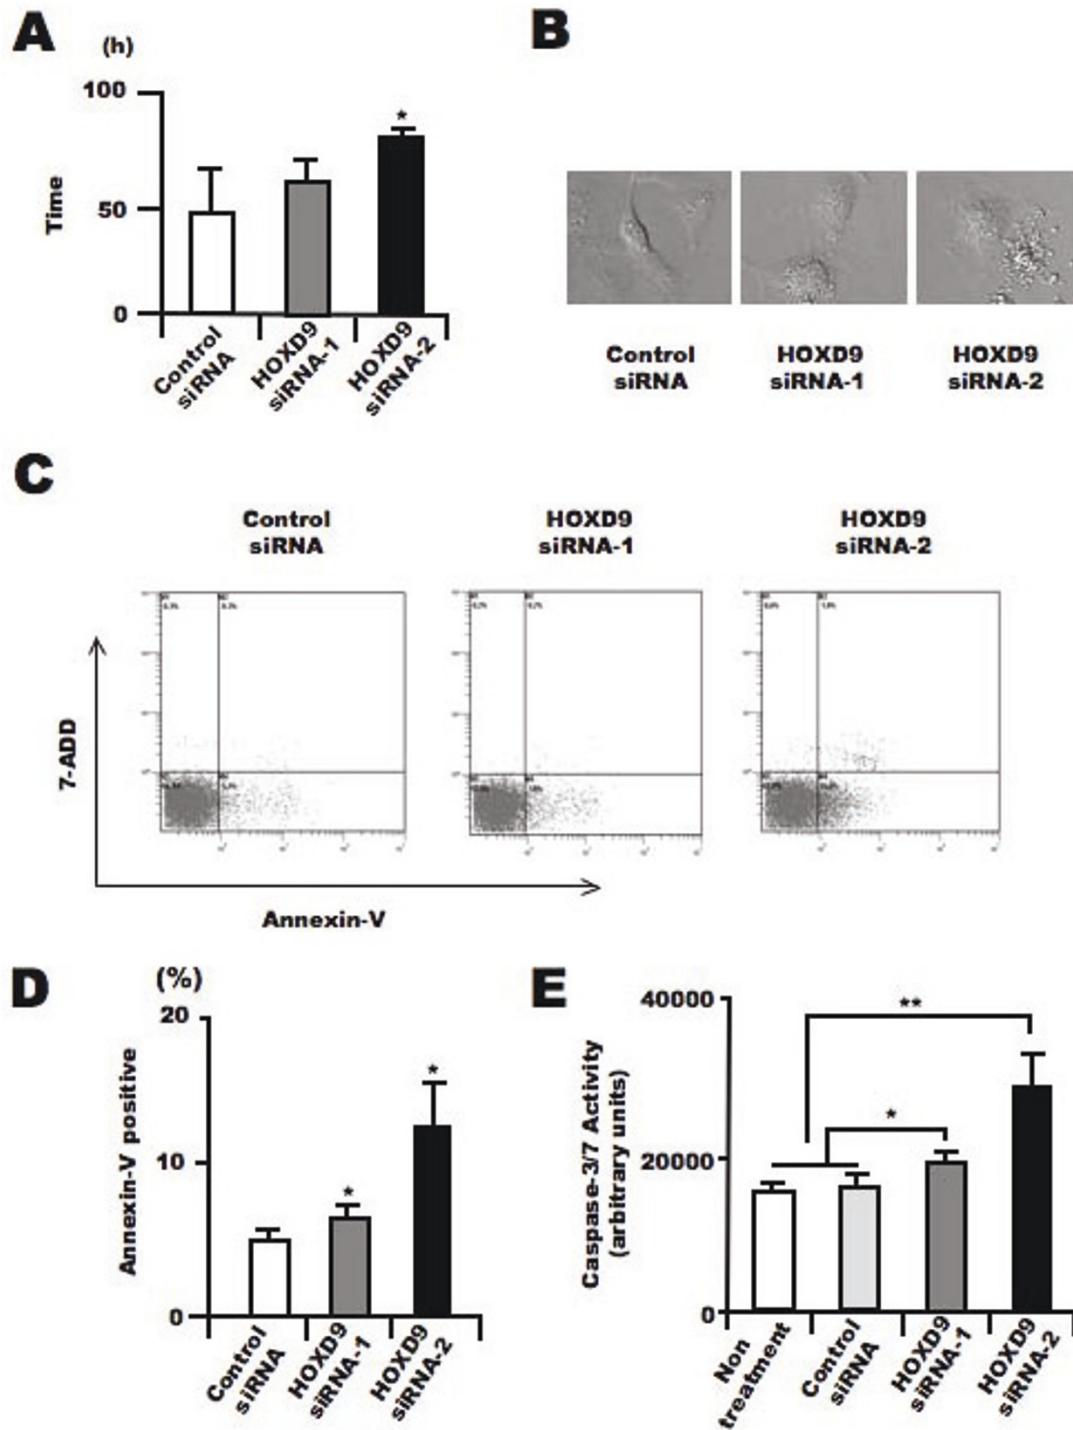 A
(h)
100
50
0
Time
Control
siRNA
HOXD9
siRNA-1
HOXD9
siRNA-2
B
Control
siRNA
HOXD9
siRNA-1
HOXD9
siRNA-2
C
Control
siRNA
HOXD9
siRNA-1
HOXD9
siRNA-2
7-ADD
Annexin-V
D
(%)
20
10
0
Annexin-V positive
*
*
Control
siRNA
HOXD9
siRNA-1
HOXD9
siRNA-2
E
40000
20000
0
Caspase-3/7 Activity
(arbitrary units)
**
*
Non
treatment
Control
siRNA
HOXD9
siRNA-1
HOXD9
siRNA-2